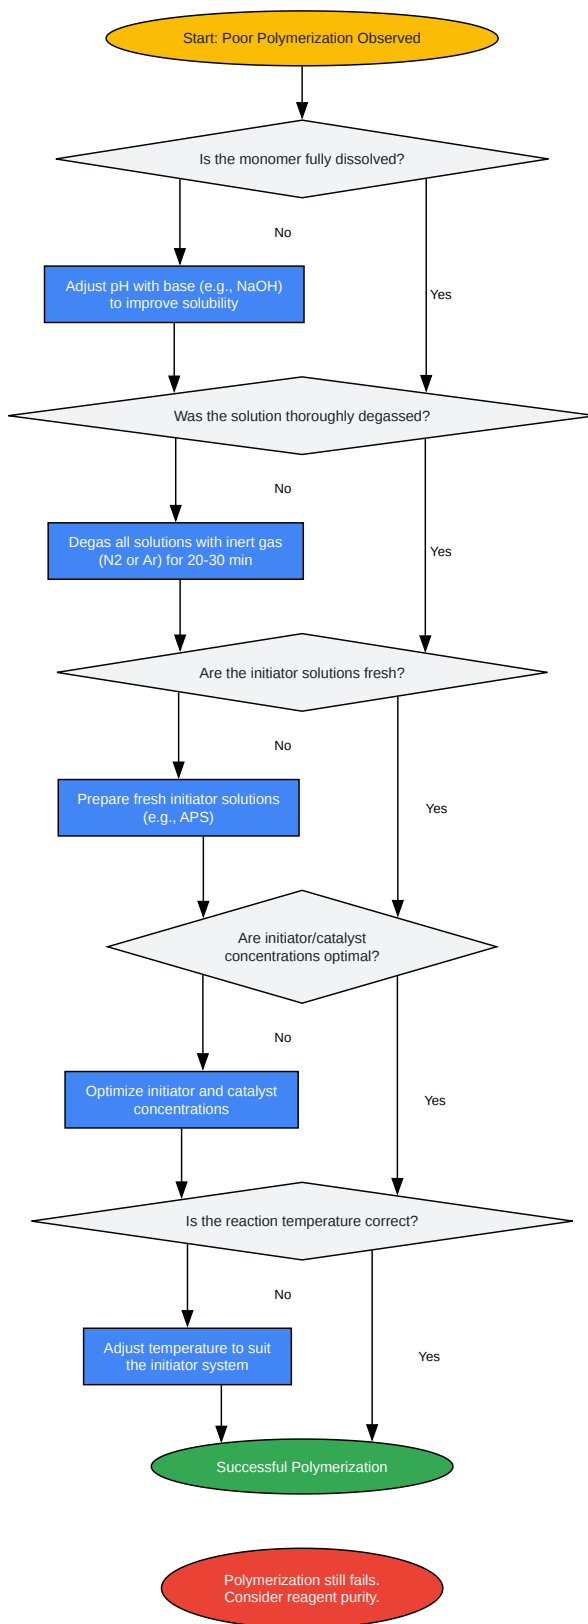 Start: Poor Polymerization Observed
Is the monomer fully dissolved?
No
Adjust pH with base (e.g., NaOH)
to improve solubility
Yes
Was the solution thoroughly degassed?
No
Degas all solutions with inert gas
(N2 or Ar) for 20-30 min
Yes
Are the initiator solutions fresh?
No
Prepare fresh initiator solutions
(e.g., APS)
Yes
Are initiator/catalyst
concentrations optimal?
No
Optimize initiator and catalyst
concentrations
Yes
Is the reaction temperature correct?
No
Adjust temperature to suit
the initiator system
Yes
Successful Polymerization
Polymerization still fails.
Consider reagent purity.